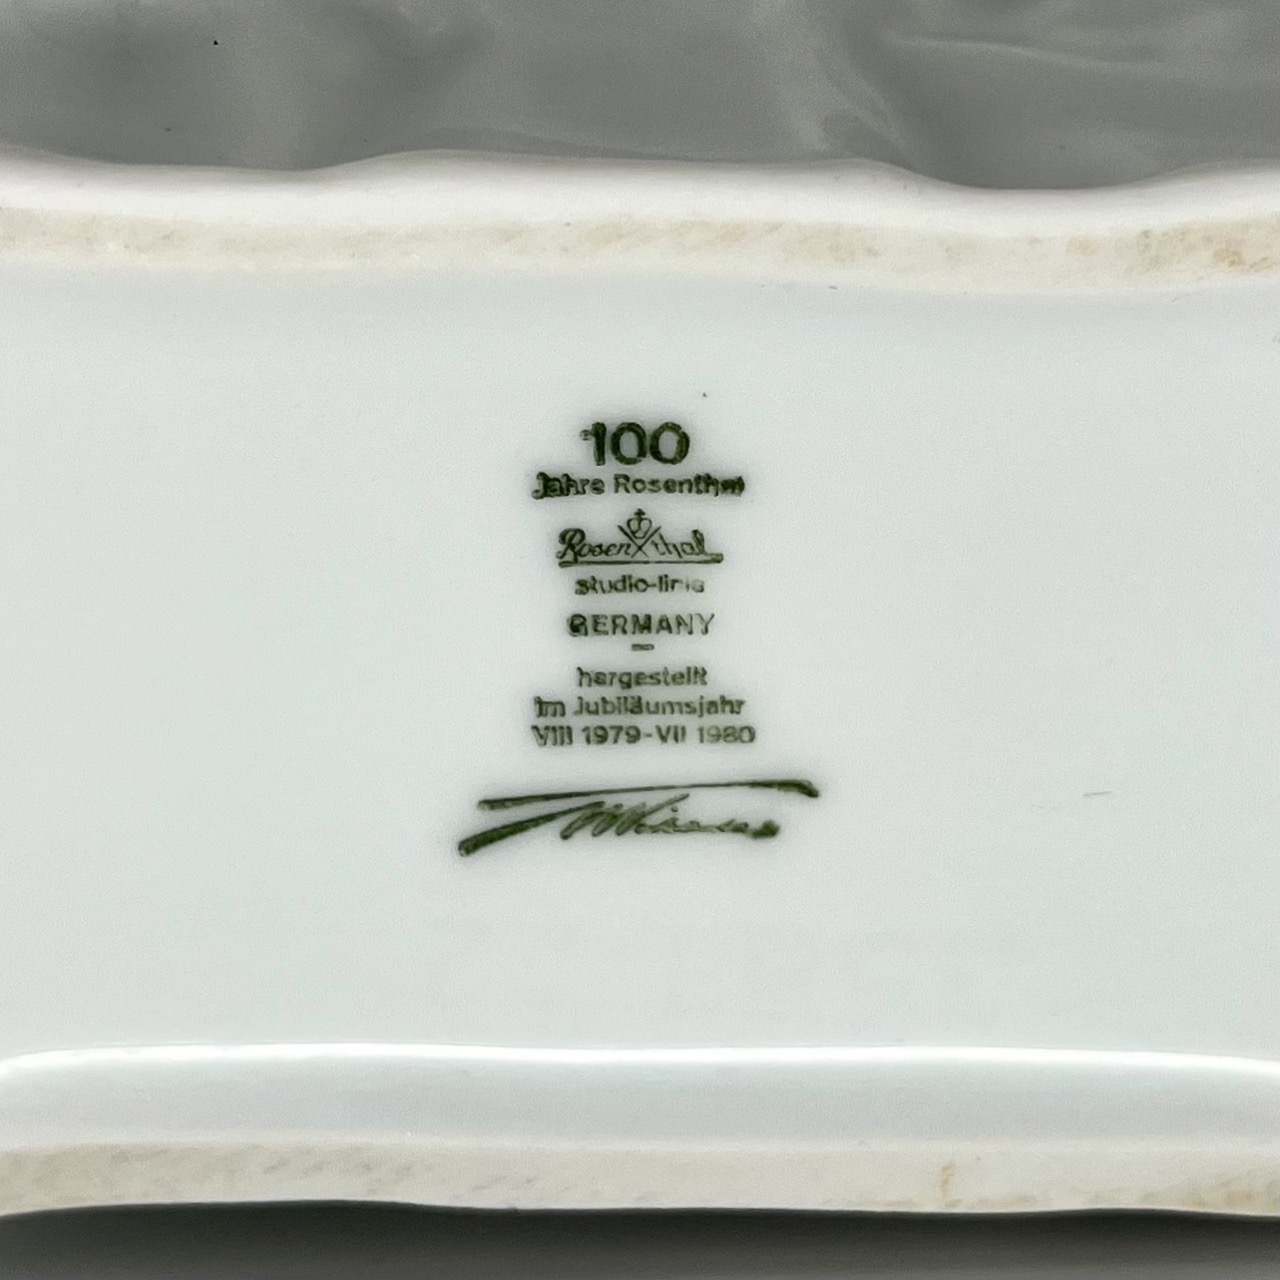 100
Jahre Rosenthal
Rosenthal
studio-linie
GERMANY
hergestellt
im Jubiläumsjahr
VIII 1979-VII 1980